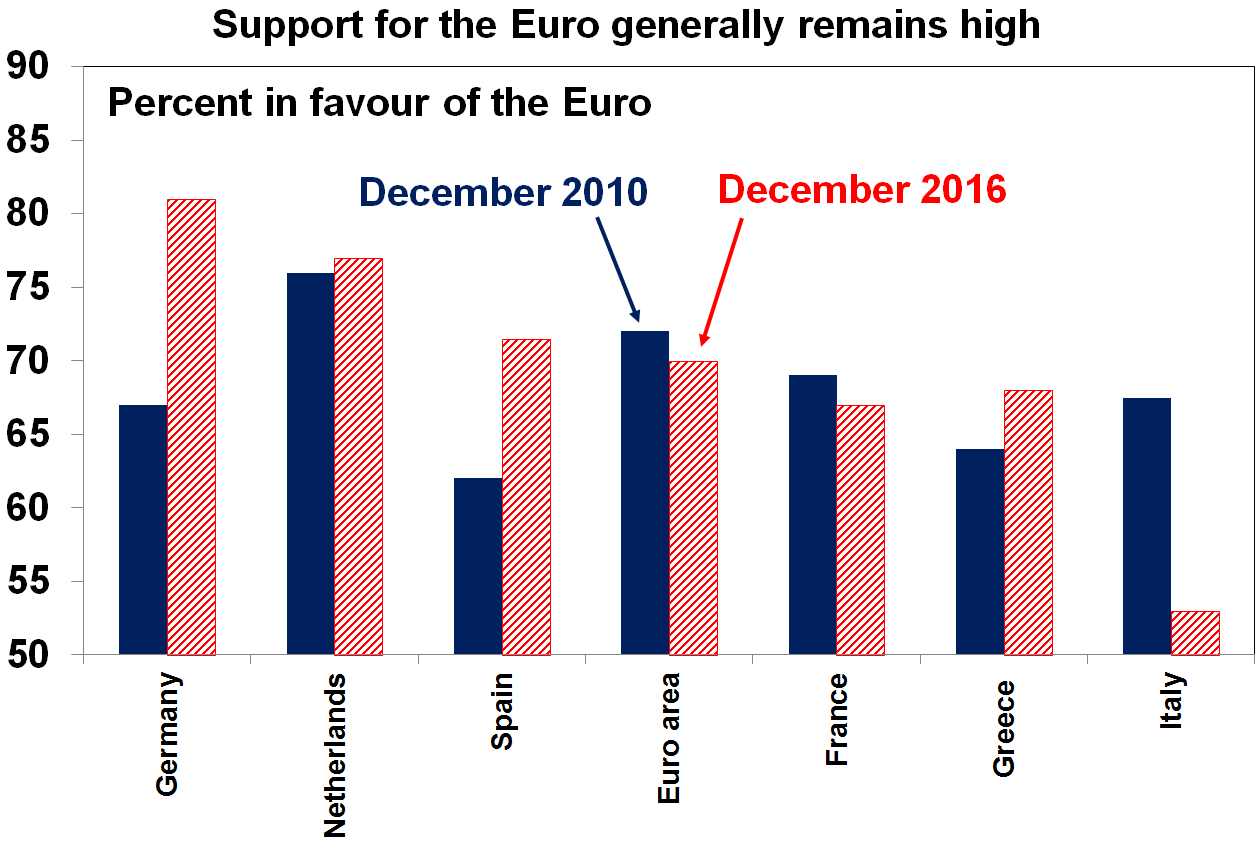 Support for the Euro generally remains high
Percent in favour of the Euro
December 2010
December 2016
90
85
80
75
70
65
60
55
50
Germany
Netherlands
Spain
Euro area
France
Greece
Italy